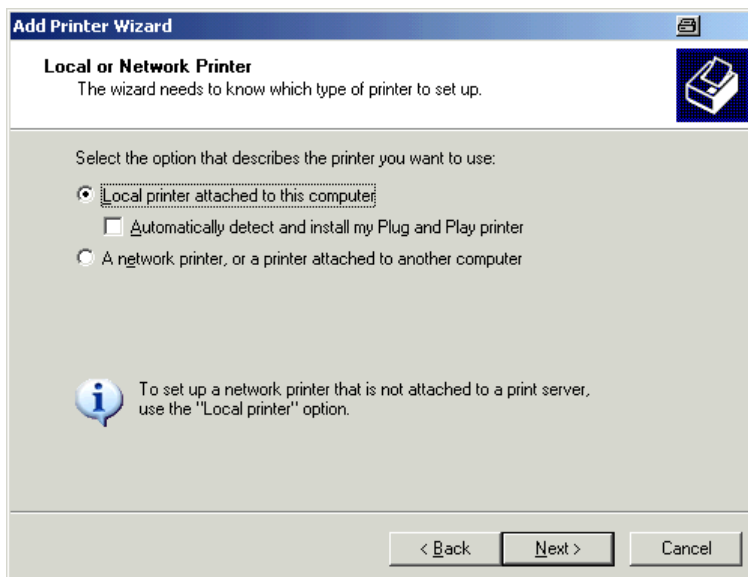 Add Printer Wizard
Local or Network Printer
The wizard needs to know which type of printer to set up.
Select the option that describes the printer you want to use:
Local printer attached to this computer
Automatically detect and install my Plug and Play printer
A network printer, or a printer attached to another computer
To set up a network printer that is not attached to a print server,
use the "Local printer" option.
< Back
Next >
Cancel